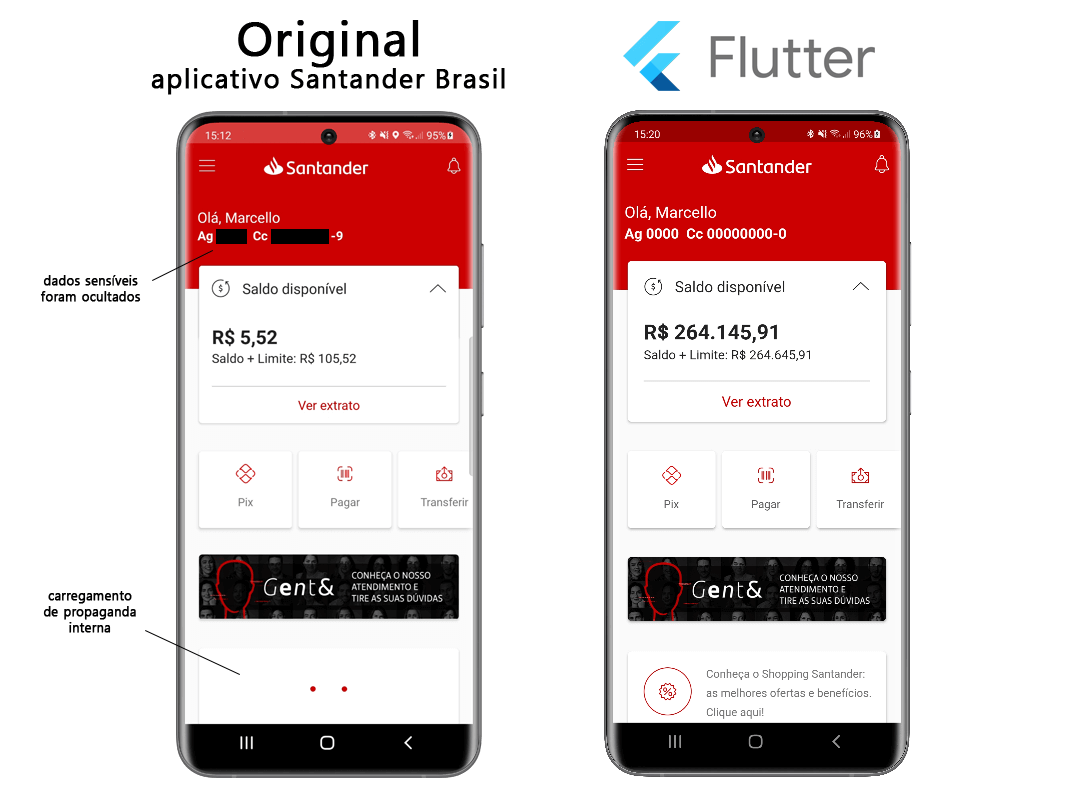 Original
aplicativo Santander Brasil
15:12
95%
Santander
Olá, Marcello
Ag Cc -9
dados sensíveis
foram ocultados
Saldo disponível
R$ 5,52
Saldo + Limite: R$ 105,52
Ver extrato
Pix Pagar Transferir
Gent&
CONHEÇA O NOSSO
ATENDIMENTO E
TIRE AS SUAS DÚVIDAS
carregamento
de propaganda
interna
Flutter
15:20
96%
Santander
Olá, Marcello
Ag 0000 Cc 00000000-0
Saldo disponível
R$ 264.145,91
Saldo + Limite: R$ 264.645,91
Ver extrato
Pix Pagar Transferir
Gent&
CONHEÇA O NOSSO
ATENDIMENTO E
TIRE AS SUAS DÚVIDAS
Conheça o Shopping Santander:
as melhores ofertas e benefícios.
Clique aqui!